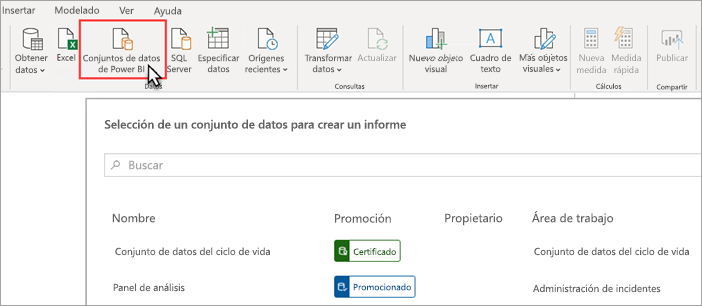 Insertar Modelado Ver Ayuda
Obtener datos Excel Conjuntos de datos de Power BI SQL Server Especificar datos Orígenes recientes Transformar datos Actualizar Nuevo objeto visual Cuadro de texto Más objetos visuales Nueva medida Medida rápida Publicar
Datos Consultas Insertar Cálculos Compartir
Selección de un conjunto de datos para crear un informe
Buscar
Nombre Promoción Propietario Área de trabajo
Conjunto de datos del ciclo de vida Certificado Conjunto de datos del ciclo de vida
Panel de análisis Promocionado Administración de incidentes